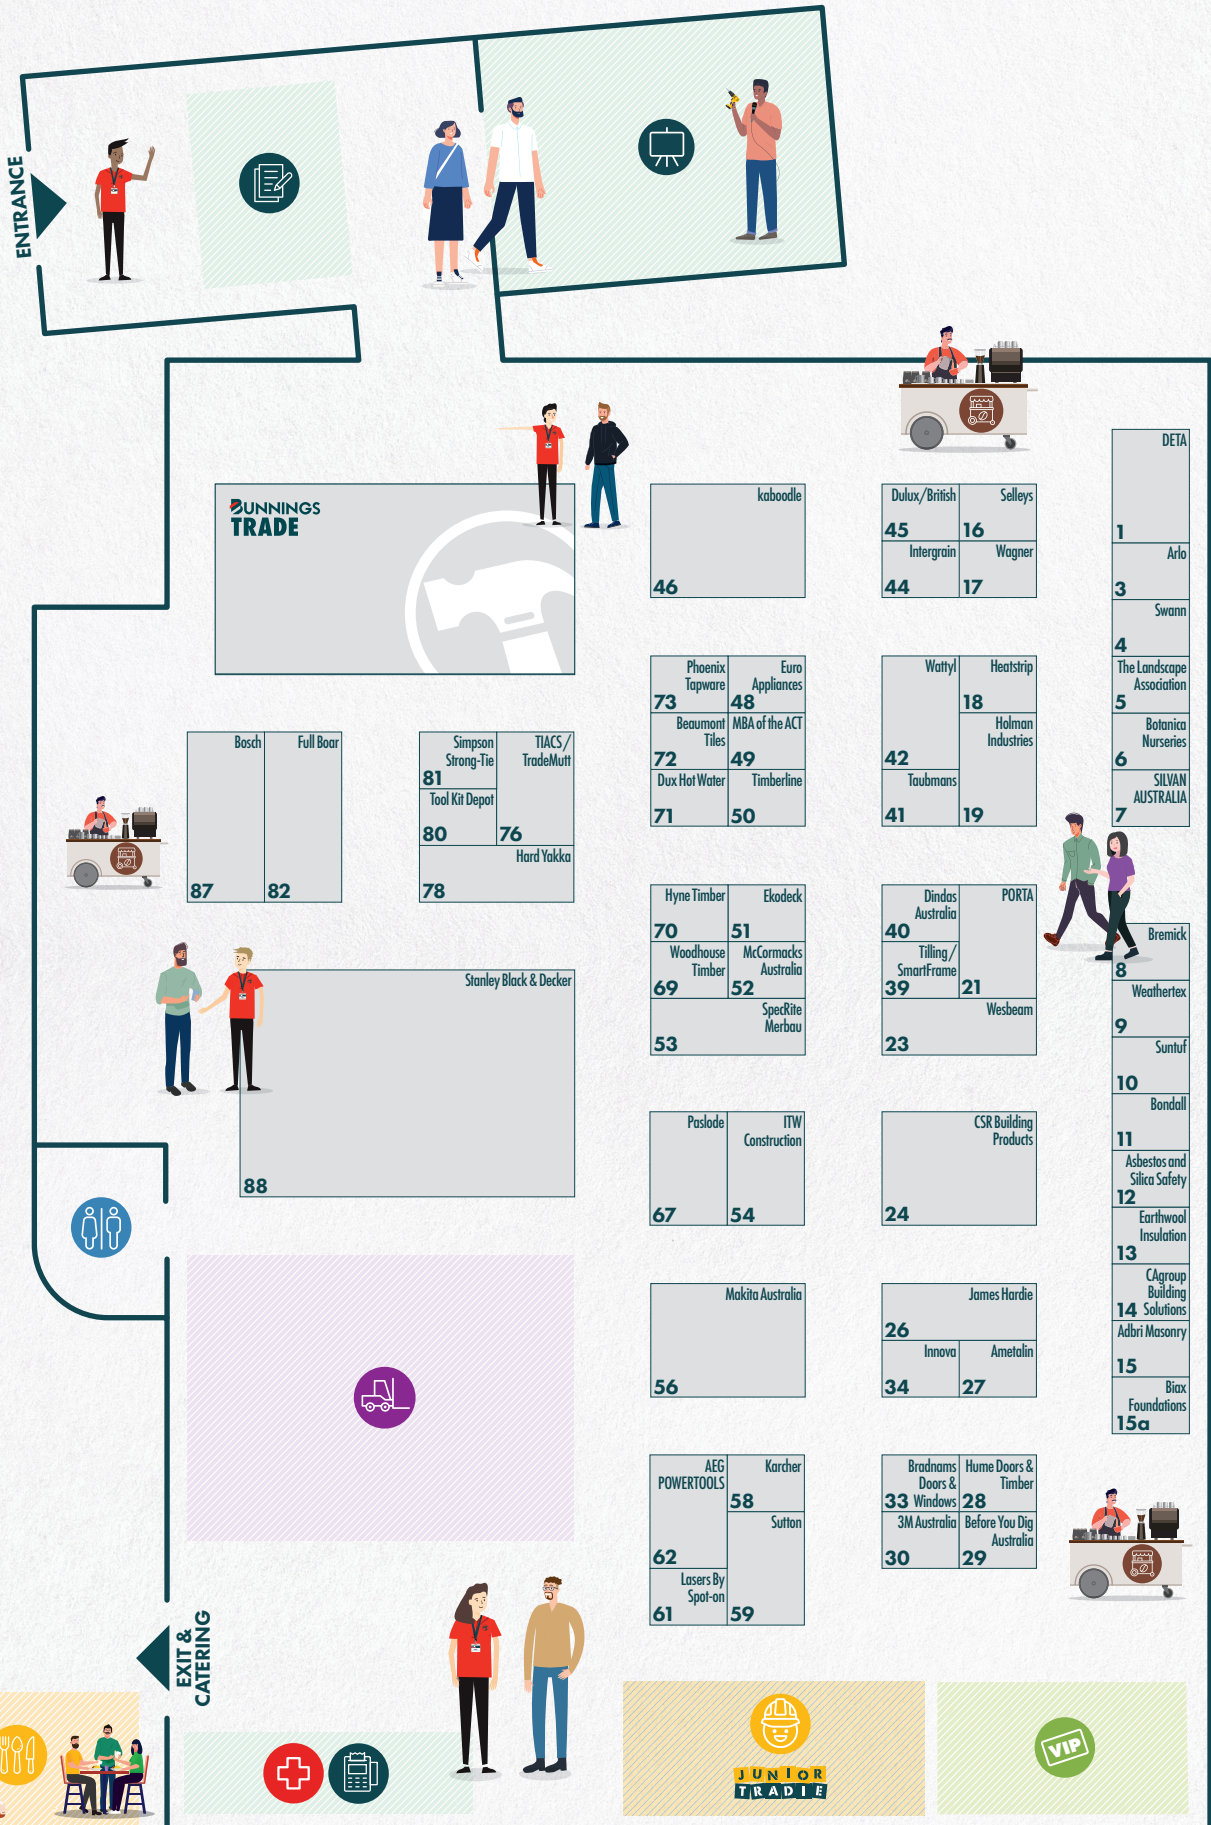 ENTRANCE
BUNNINGS
TRADE
kaboodle
46
Dulux/British
45
Selleys
16
Intergrain
44
Wagner
17
DETA
1
Arlo
3
Swann
4
The Landscape
Association
5
Botanica
Nurseries
6
SILVAN
AUSTRALIA
7
Phoenix
Tapware
73
Euro
Appliances
48
Beaumont
Tiles
72
MBA of the ACT
49
Dux Hot Water
71
Timberline
50
Wattyl
42
Heatstrip
18
Holman
Industries
19
Taubmans
41
Bosch
87
Full Boar
82
Simpson
Strong-Tie
81
TIACS/
TradeMutt
76
Tool Kit Depot
80
Hard Yakka
78
Hyne Timber
70
Ekodeck
51
Woodhouse
Timber
69
McCormacks
Australia
52
SpecRite
Merbau
53
Dindas
Australia
40
PORTA
21
Tilling/
SmartFrame
39
Wesbeam
23
Bremick
8
Weathertex
9
Suntuf
10
Bondall
11
Asbestos and
Silica Safety
12
Earthwool
Insulation
13
CAgroup
Building
14 Solutions
Adbri Masonry
15
Biax
Foundations
15a
Stanley Black & Decker
88
Paslode
67
ITW
Construction
54
CSR Building
Products
24
Makita Australia
56
James Hardie
26
Innova
34
Ametalin
27
AEG
POWERTOOLS
62
Karcher
58
Sutton
59
Lasers By
Spot-on
61
Bradnams
Doors &
33 Windows
Hume Doors &
Timber
28
3M Australia
30
Before You Dig
Australia
29
EXIT &
CATERING
JUNIOR
TRADIE
VIP